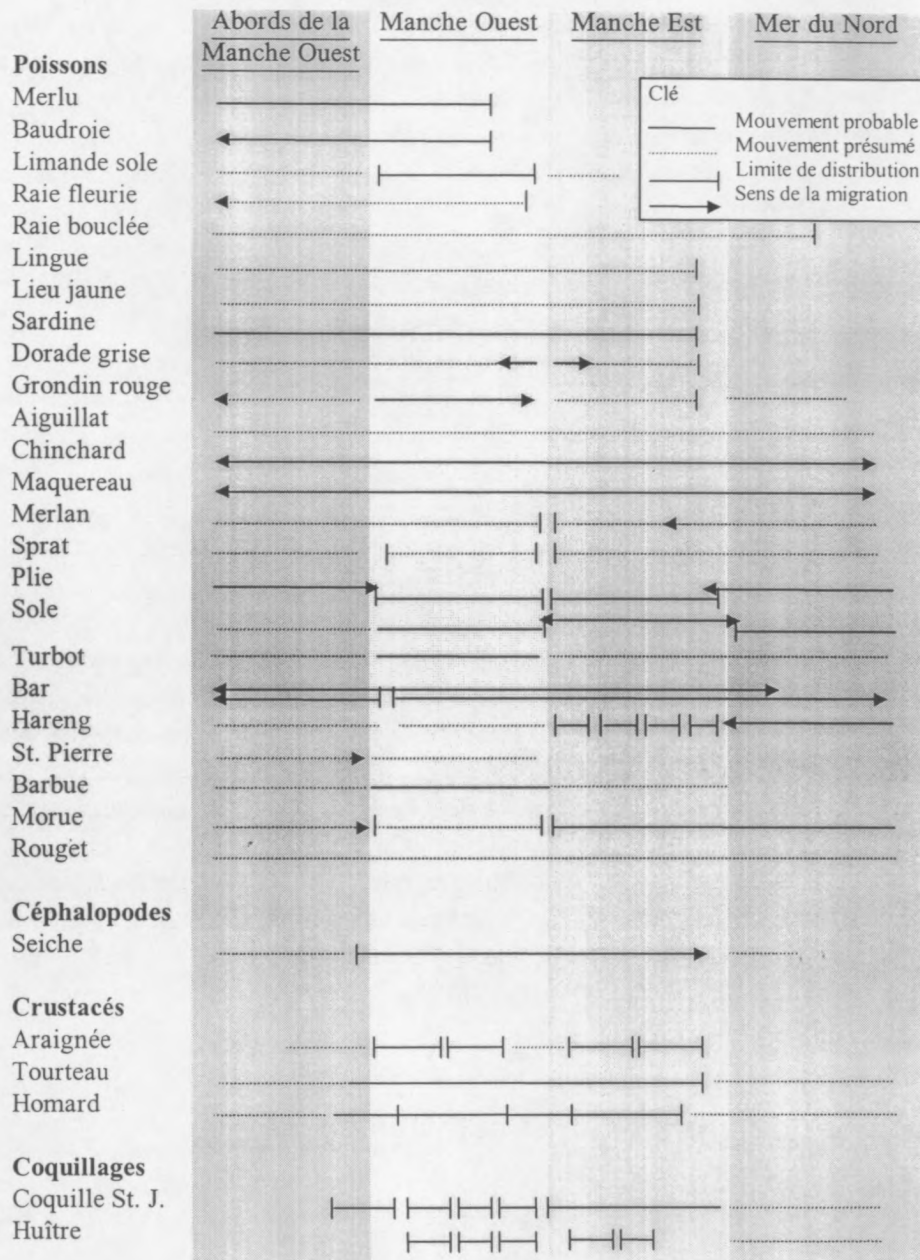 Abords de la Manche Ouest Manche Est Mer du Nord
Manche Ouest
Poissons
Clé
Merlu
Mouvement probable
Baudroie
Mouvement présumé
Limande sole
Limite de distribution
Raie fleurie
Sens de la migration
Raie bouclée
Lingue
Lieu jaune
Sardine
Dorade grise
Grondin rouge
Aiguillat
Chinchard
Maquereau
Merlan
Sprat
Plie
Sole
Turbot
Bar
Hareng
St. Pierre
Barbue
Morue
Rouget
Céphalopodes
Seiche
Crustacés
Araignée
Tourteau
Homard
Coquillages
Coquille St. J.
Huître